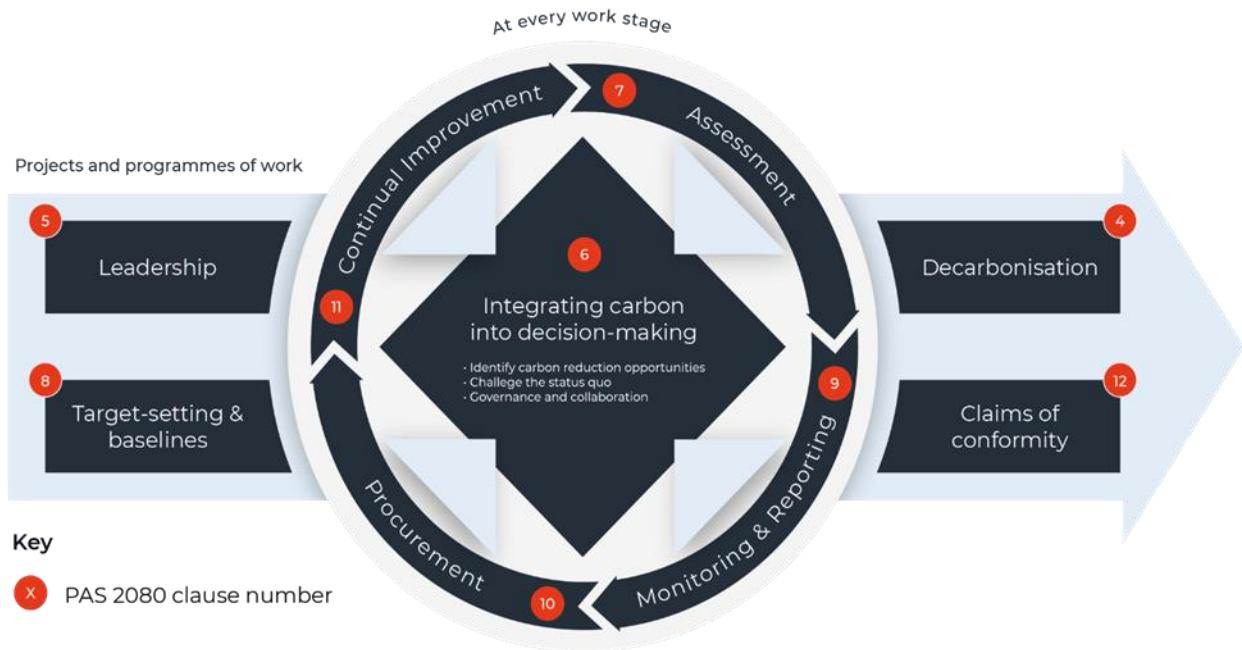 At every work stage
Projects and programmes of work
5
Leadership
8
Target-setting &
baselines
11
Continual Improvement
7
Assessment
6
Integrating carbon
into decision-making
• Identify carbon reduction opportunities
• Challege the status quo
• Governance and collaboration
9
Monitoring & Reporting
10
Procurement
4
Decarbonisation
12
Claims of
conformity
Key
X PAS 2080 clause number